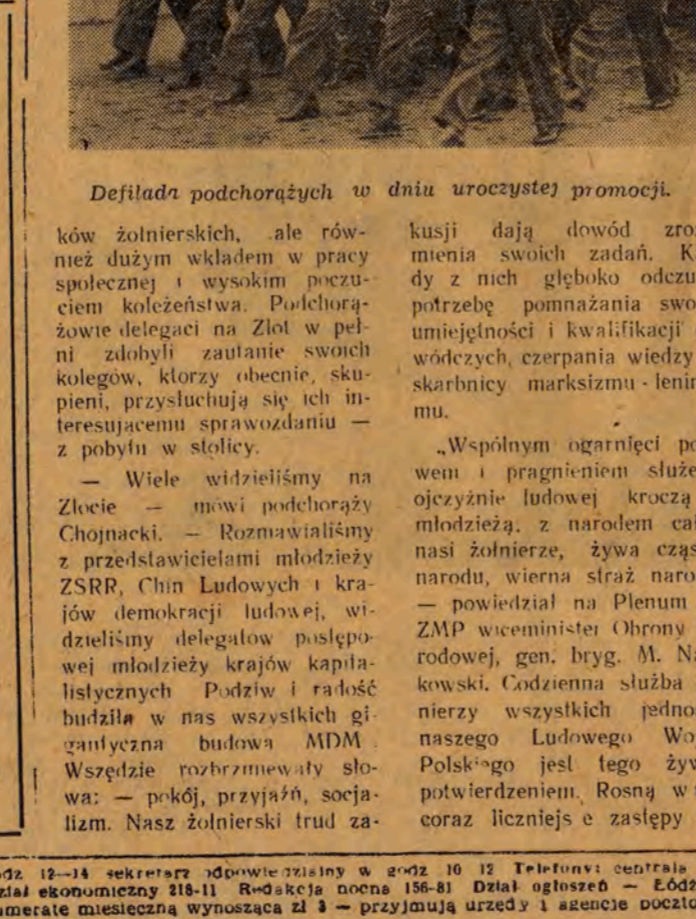 Defilada podchorążych w dniu uroczystej promocji.
ków żołnierskich, ale rów-
nież dużym wkładem w pracy
społecznej i wysokim poczu-
ciem koleżeństwa. Podchorą-
żowie delegaci na Zlot w peł-
ni zdobyli zaufanie swoich
kolegów, którzy obecnie, sku-
pieni, przysłuchują się ich in-
teresującemu sprawozdaniu —
z pobytu w stolicy.
— Wiele widzieliśmy na
Zlocie — mówi podchorąży
Chojnacki. — Rozmawialiśmy
z przedstawicielami młodzieży
ZSRR, Chin Ludowych i kra-
jów demokracji ludowej, wi-
dzieliśmy delegatów postępo-
wej młodzieży krajów kapita-
listycznych Podziw i radość
budziła w nas wszystkich gi-
gantyczna budowa MDM.
Wszędzie rozbrzmiewały sło-
wa: — pokój, przyjaźń, socja-
lizm. Nasz żołnierski trud za-
kusji dają dowód zro
mienia swoich zadań. K
dy z nich głęboko odczu
potrzebę pomnażania swo
umiejętności i kwalifikacji
wódczych, czerpania wiedzy
skarbnicy marksizmu - lenin
mu.
„Wspólnym ogarnięci po
wem i pragnieniem służe
ojczyźnie ludowej kroczą
młodzieżą, z narodem ca
nasi żołnierze, żywa cząs
narodu, wierna straż naro
— powiedział na Plenum
ZMP wiceminister Obrony
rodowej, gen. bryg. M. Na
kowski. Codzienna służba
nierzy wszystkich jedno
naszego Ludowego Wo
Polskiego jest tego żyw
potwierdzeniem. Rosną w
coraz liczniejsze zastępy
odz 12—14 sekretarz odpowiedzialny w godz 10 12 Telefony: centrala
ział ekonomiczny 218-11 Redakcja nocna 156-81 Dział ogłoszeń — Łódź
numeratę miesięczną wynoszącą zł 3 — przyjmują urzędy i agencje poczto